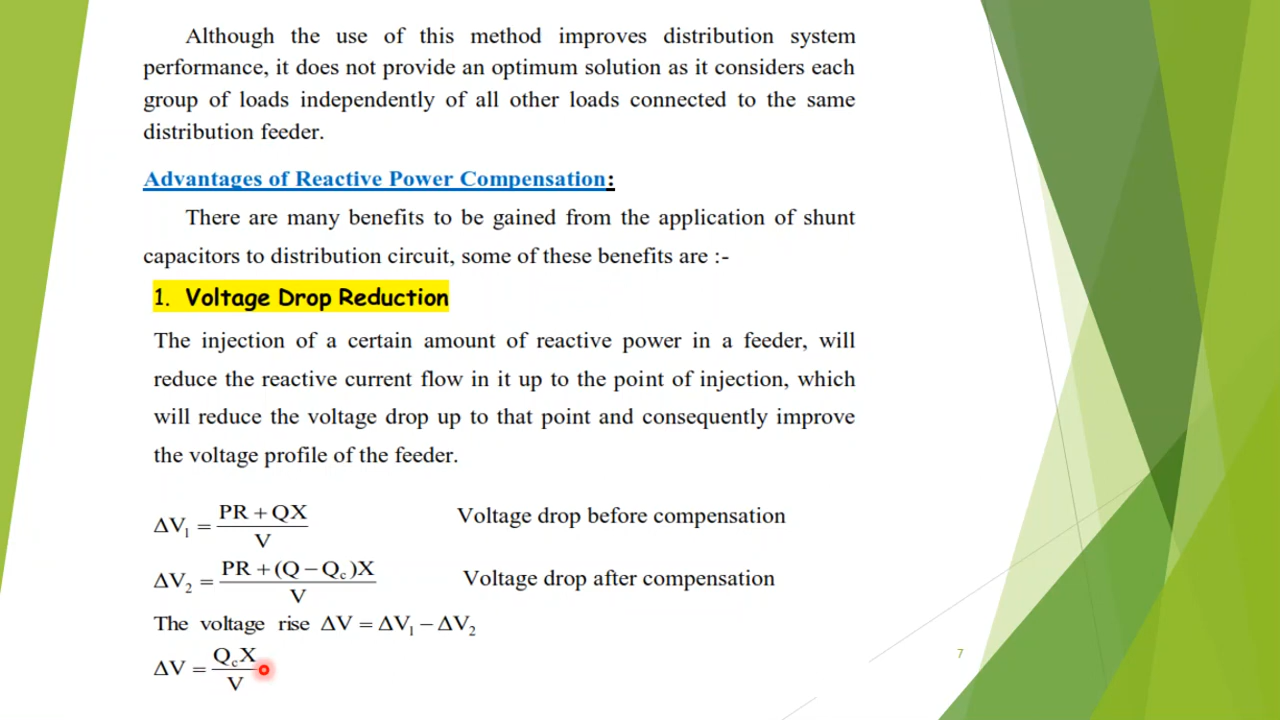 Although the use of this method improves distribution system
performance, it does not provide an optimum solution as it considers each
group of loads independently of all other loads connected to the same
distribution feeder.
Advantages of Reactive Power Compensation:
There are many benefits to be gained from the application of shunt
capacitors to distribution circuit, some of these benefits are :-
1. Voltage Drop Reduction
The injection of a certain amount of reactive power in a feeder, will
reduce the reactive current flow in it up to the point of injection, which
will reduce the voltage drop up to that point and consequently improve
the voltage profile of the feeder.
ΔV₁ = (PR + QX) / V Voltage drop before compensation
ΔV₂ = (PR + (Q − Q꜀)X) / V Voltage drop after compensation
The voltage rise ΔV = ΔV₁ − ΔV₂
ΔV = Q꜀X / V
7